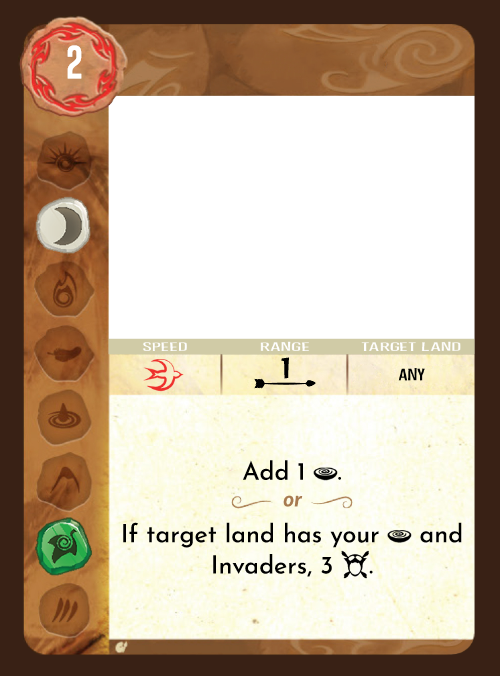 2
SPEED RANGE TARGET LAND
1 ANY
Add 1 .
or
If target land has your and
Invaders, 3 .